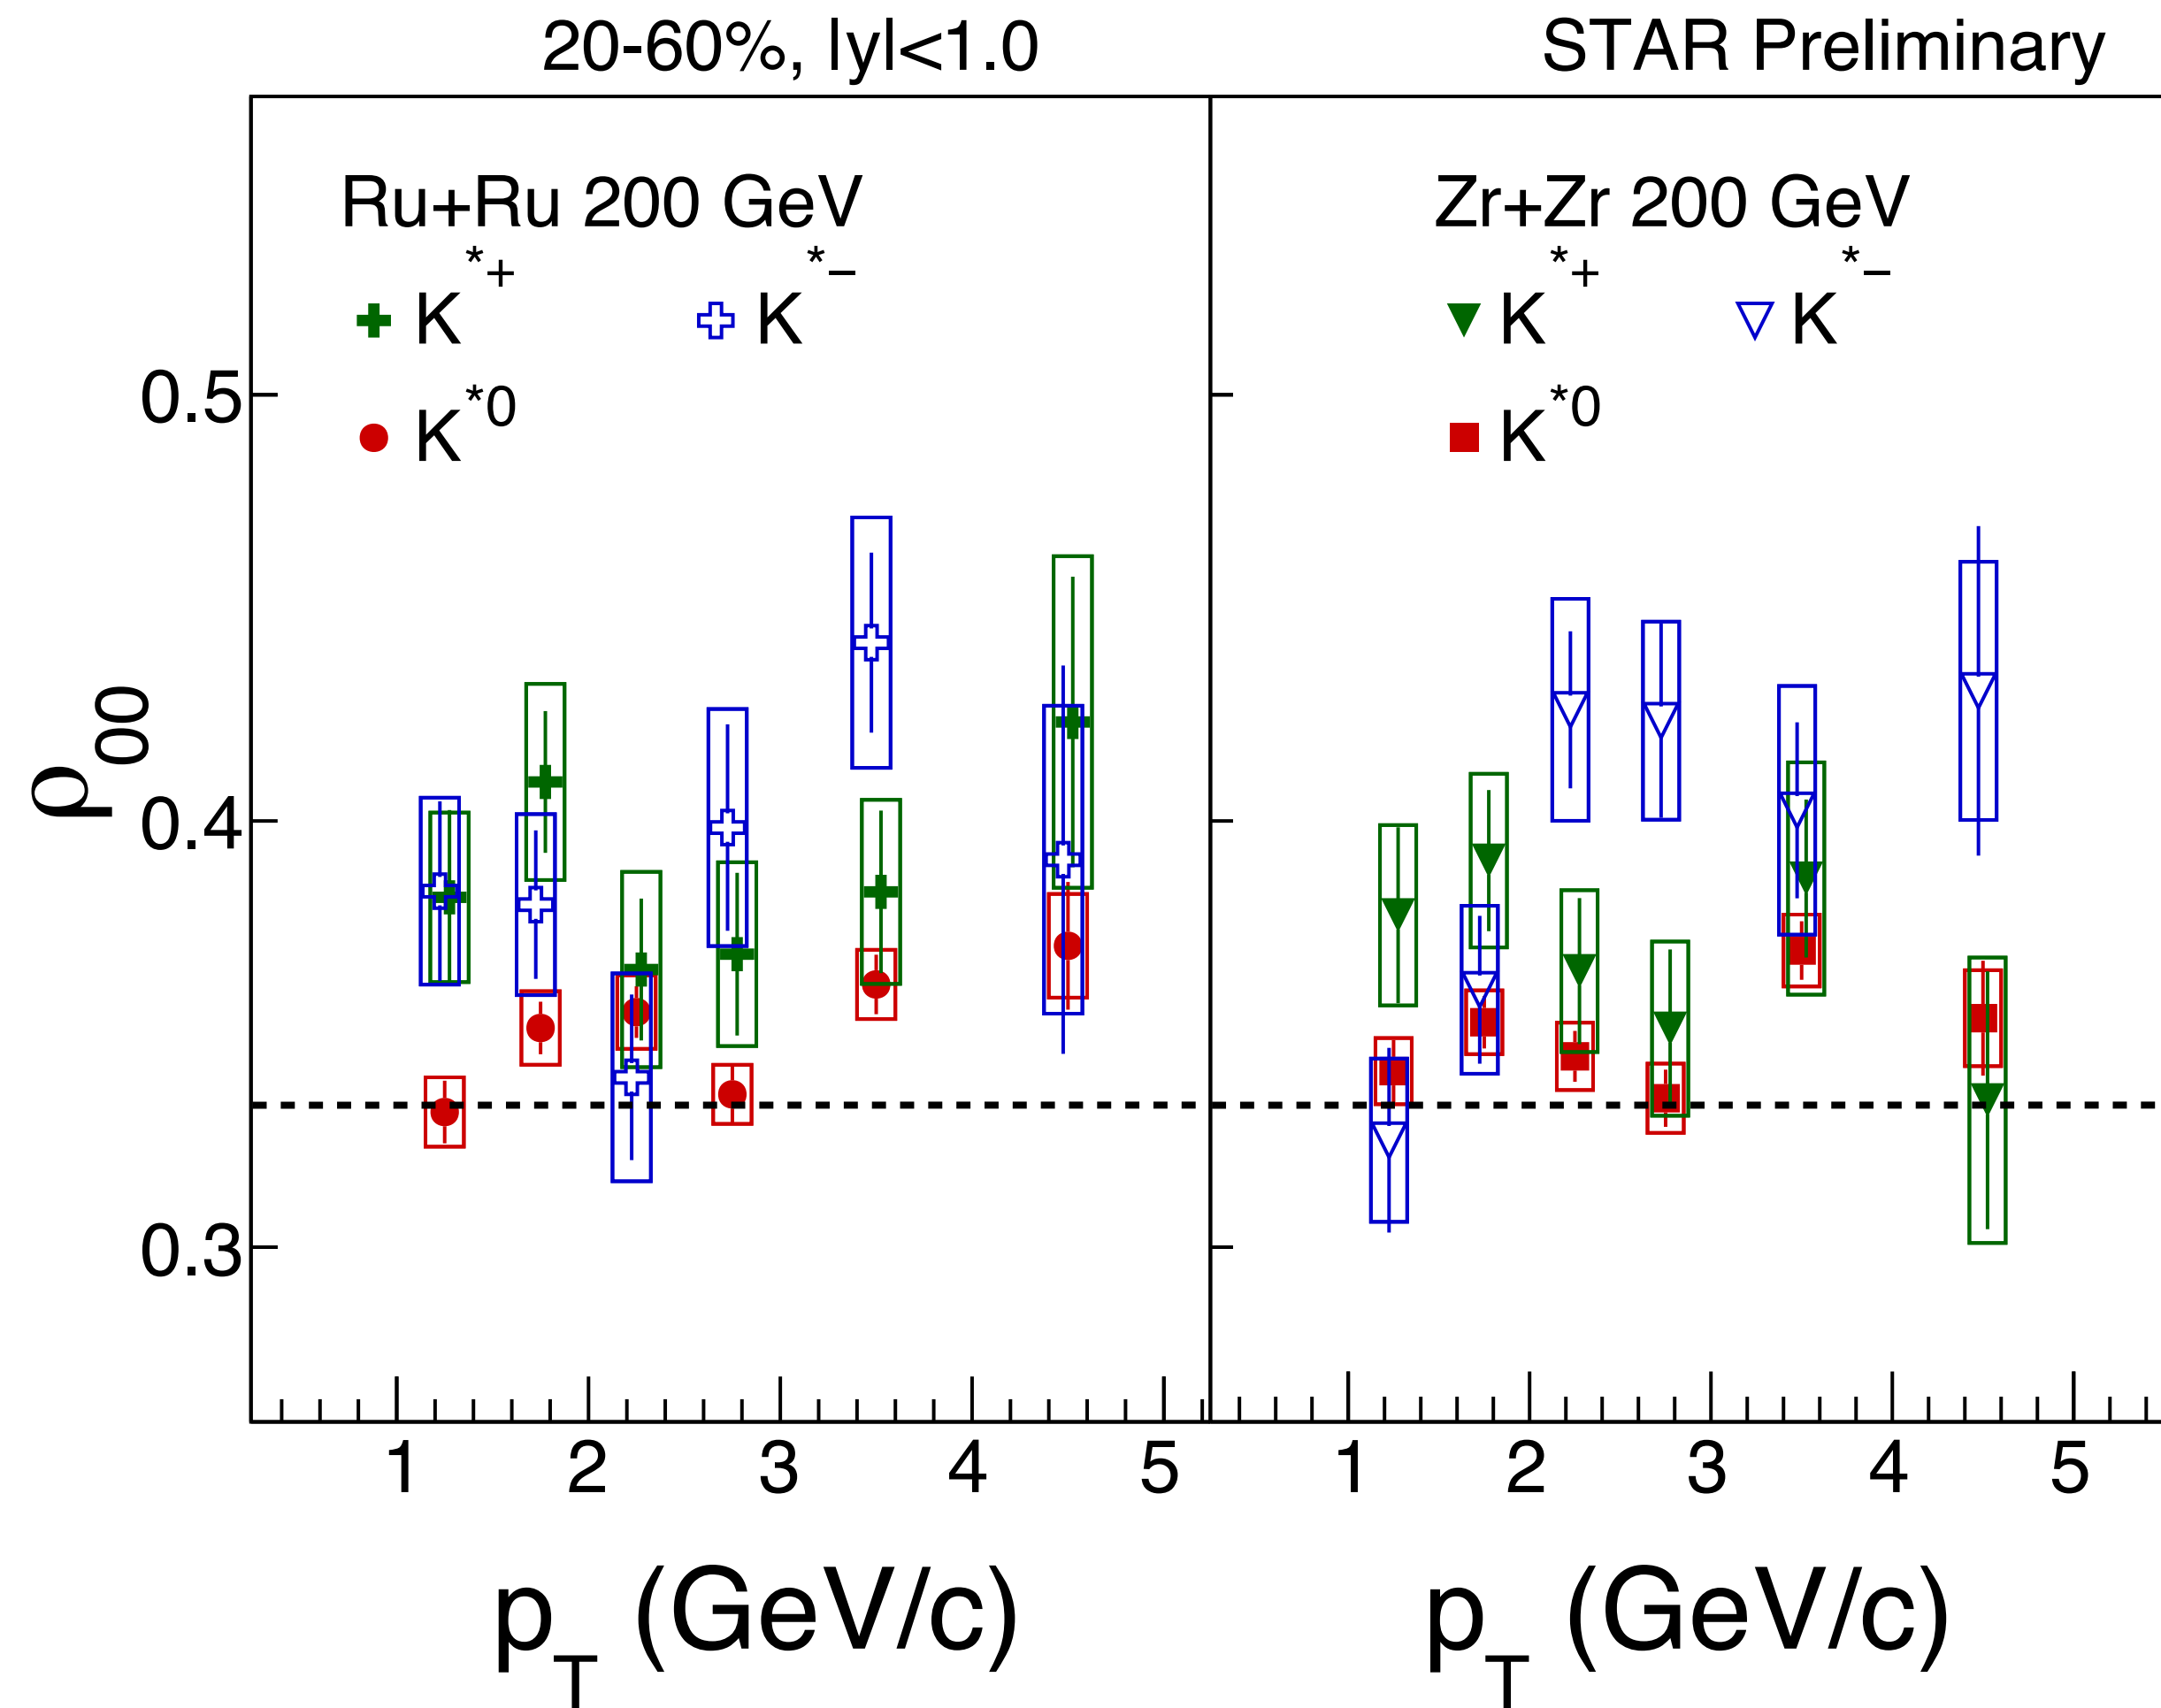 20-60%, |y|<1.0 STAR Preliminary
Ru+Ru 200 GeV
K*+ K*−
K*0
Zr+Zr 200 GeV
K*+ K*−
K*0
ρ00
0.5
0.4
0.3
1 2 3 4 5
1 2 3 4 5
pT (GeV/c)
pT (GeV/c)